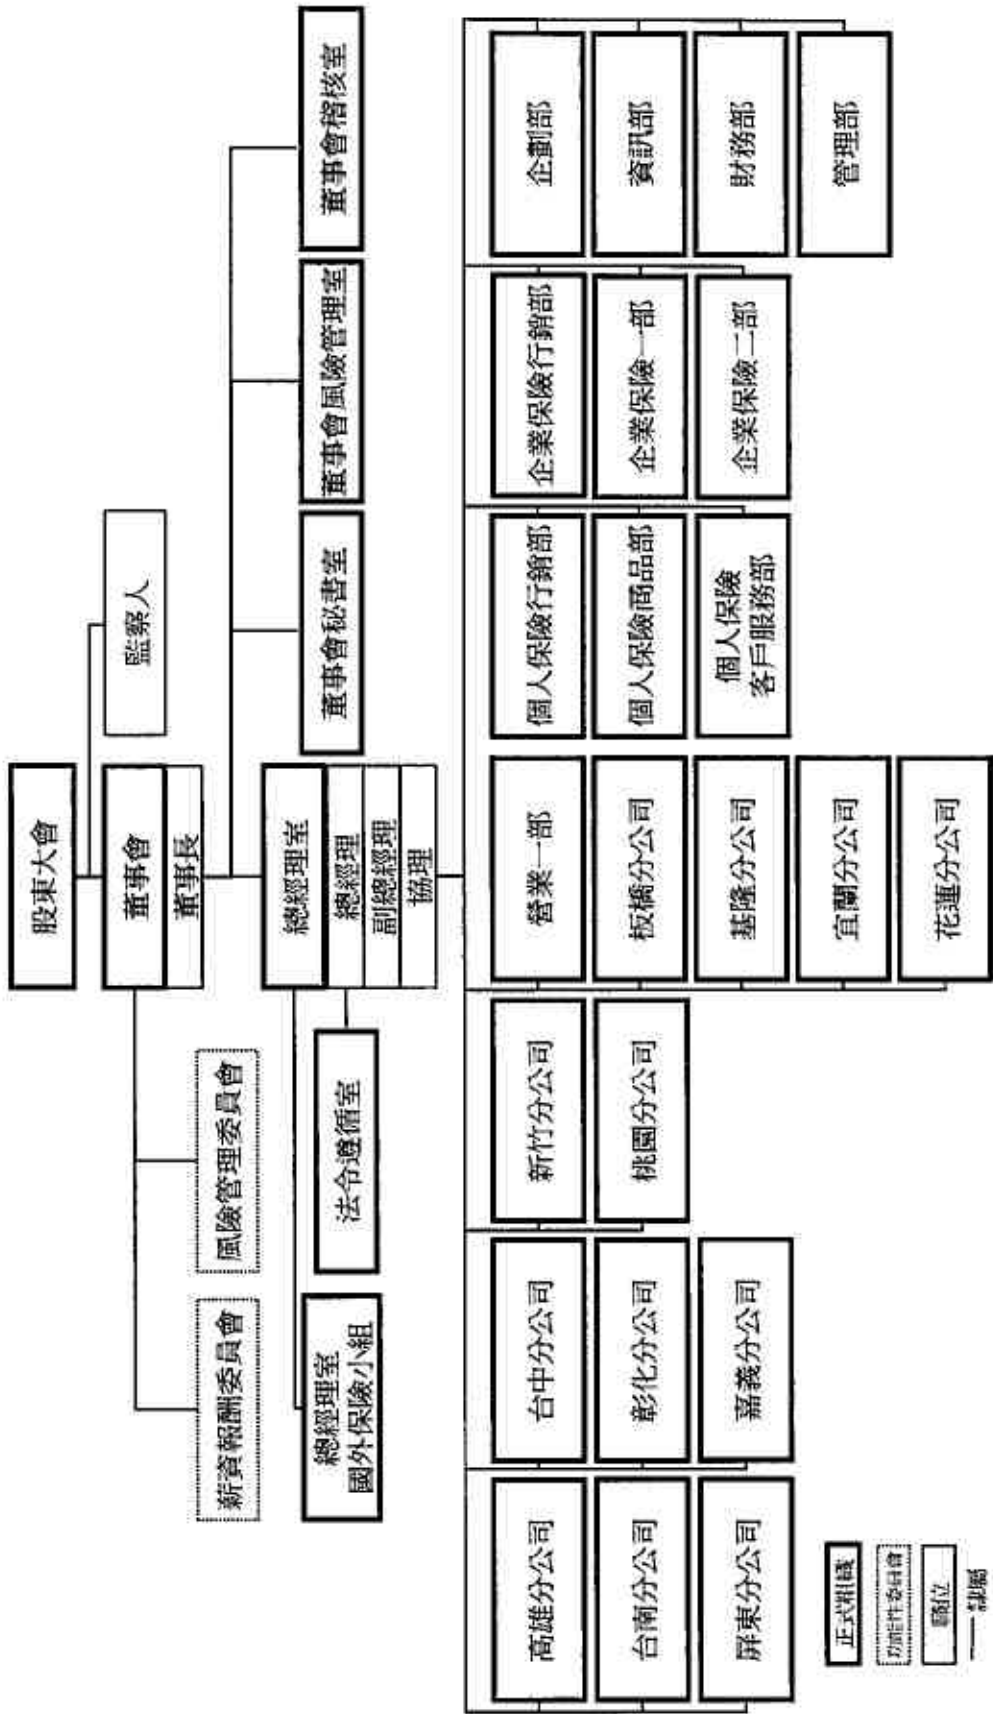 股東大會
監察人
董事會
董事長
薪資報酬委員會
風險管理委員會
董事會秘書室
董事會風險管理室
董事會稽核室
總經理室
總經理
副總經理
協理
總經理室
國外保險小組
法令遵循室
高雄分公司
台南分公司
屏東分公司
台中分公司
彰化分公司
嘉義分公司
新竹分公司
桃園分公司
營業一部
板橋分公司
基隆分公司
宜蘭分公司
花蓮分公司
個人保險行銷部
個人保險商品部
個人保險
客戶服務部
企業保險行銷部
企業保險一部
企業保險二部
企劃部
資訊部
財務部
管理部
正式組織
功能性委員會
職位
隸屬